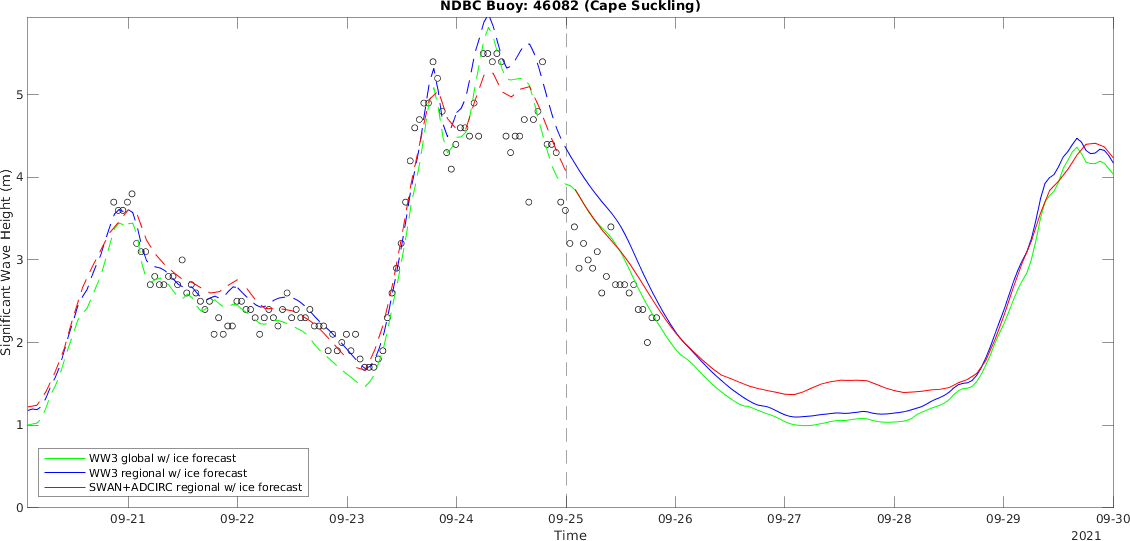 NDBC Buoy: 46082 (Cape Suckling)
Significant Wave Height (m)
5
4
3
2
1
0
WW3 global w/ ice forecast
WW3 regional w/ ice forecast
SWAN+ADCIRC regional w/ ice forecast
09-21 09-22 09-23 09-24 09-25 09-26 09-27 09-28 09-29 09-30
Time
2021